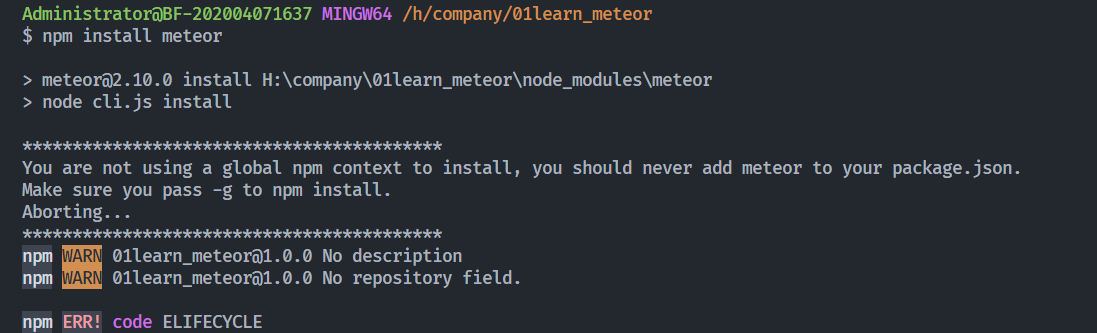 Administrator@BF-202004071637 MINGW64 /h/company/01learn_meteor
$ npm install meteor
> meteor@2.10.0 install H:\company\01learn_meteor\node_modules\meteor
> node cli.js install
******************************************
You are not using a global npm context to install, you should never add meteor to your package.json.
Make sure you pass -g to npm install.
Aborting...
******************************************
npm WARN 01learn_meteor@1.0.0 No description
npm WARN 01learn_meteor@1.0.0 No repository field.
npm ERR! code ELIFECYCLE